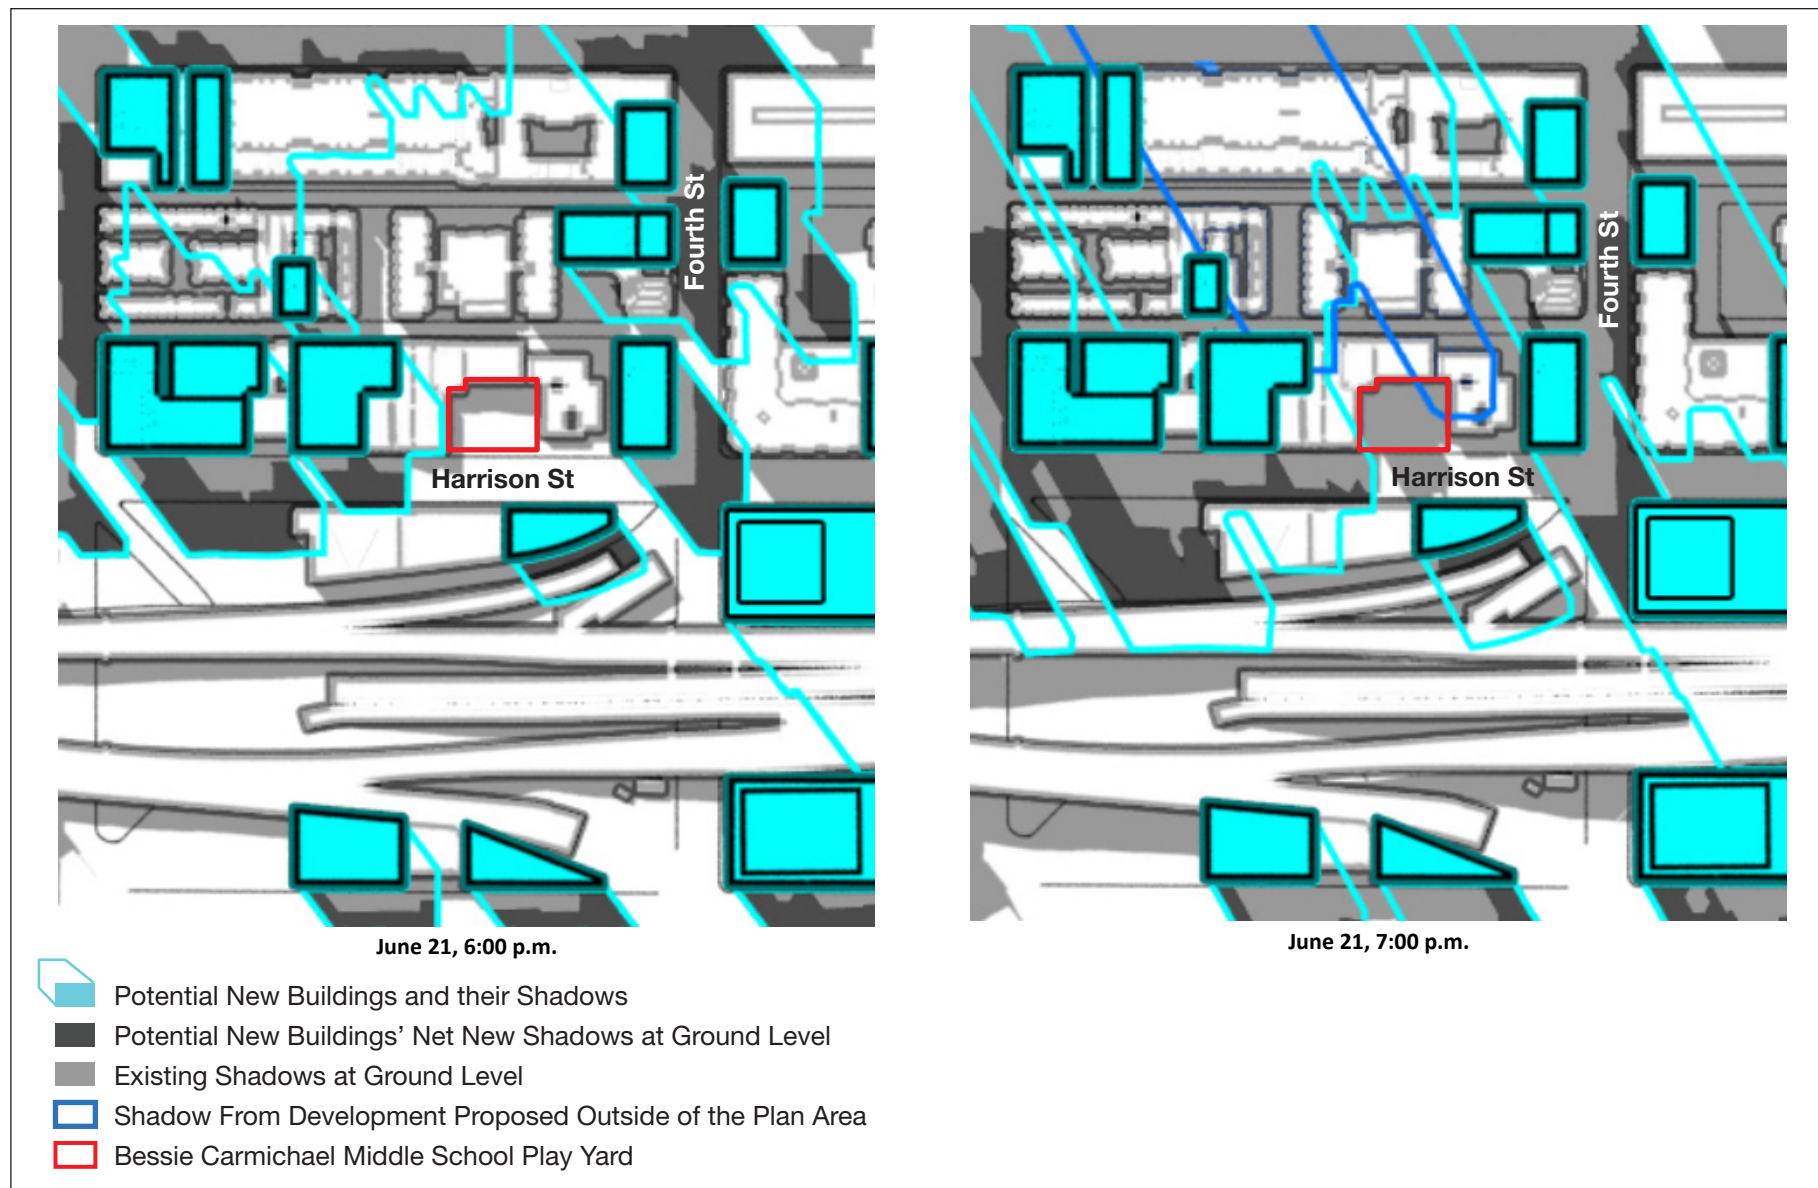 Fourth St
Harrison St
June 21, 6:00 p.m.
Fourth St
Harrison St
June 21, 7:00 p.m.
Potential New Buildings and their Shadows
Potential New Buildings' Net New Shadows at Ground Level
Existing Shadows at Ground Level
Shadow From Development Proposed Outside of the Plan Area
Bessie Carmichael Middle School Play Yard